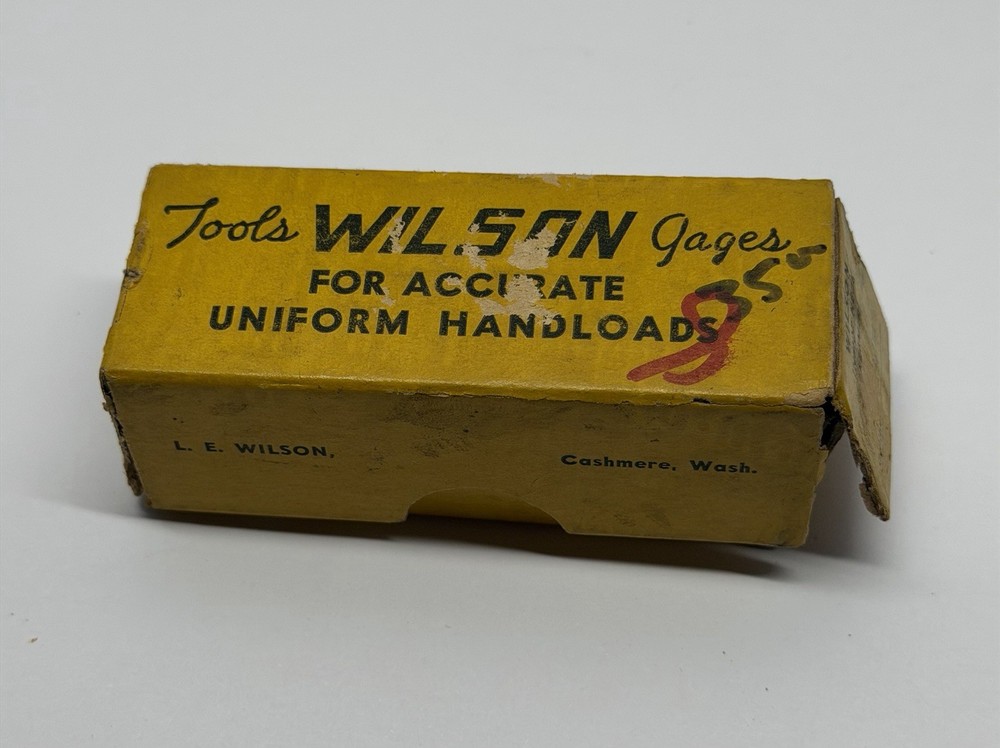 Tools WILSON Gages
FOR ACCURATE
UNIFORM HANDLOADS
L. E. WILSON,
Cashmere, Wash.